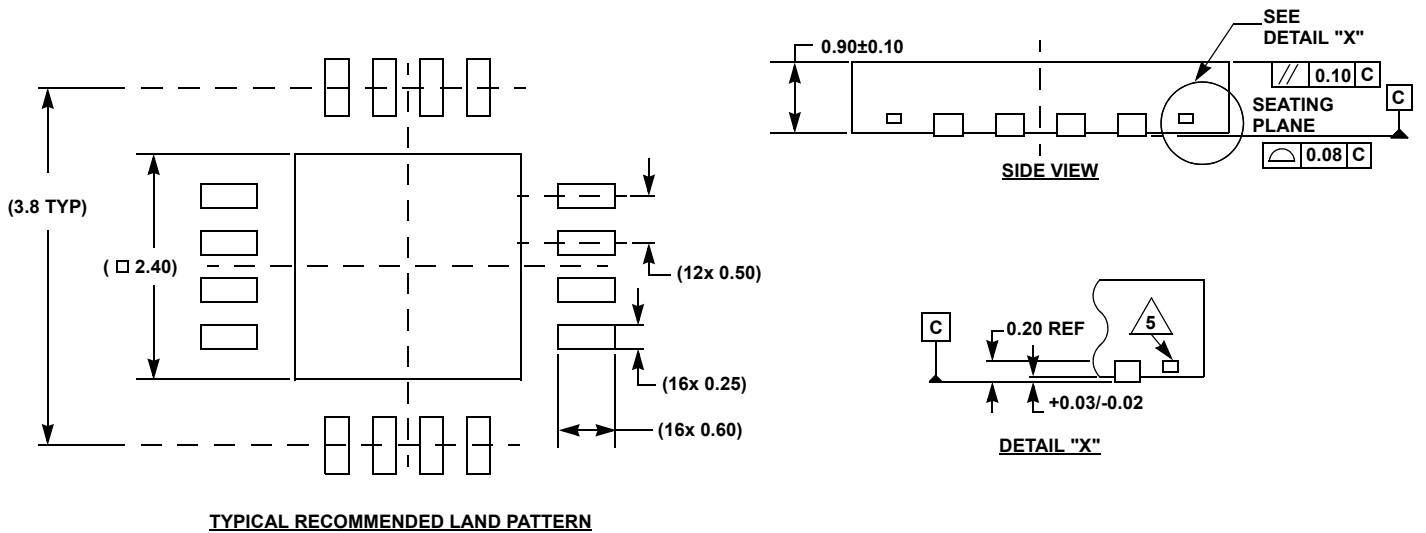 (3.8 TYP)
( □ 2.40)
(12x 0.50)
(16x 0.25)
(16x 0.60)
TYPICAL RECOMMENDED LAND PATTERN
0.90±0.10
SEE
DETAIL "X"
// 0.10 C
C
SEATING
PLANE
0.08 C
SIDE VIEW
C
0.20 REF
5
+0.03/-0.02
DETAIL "X"